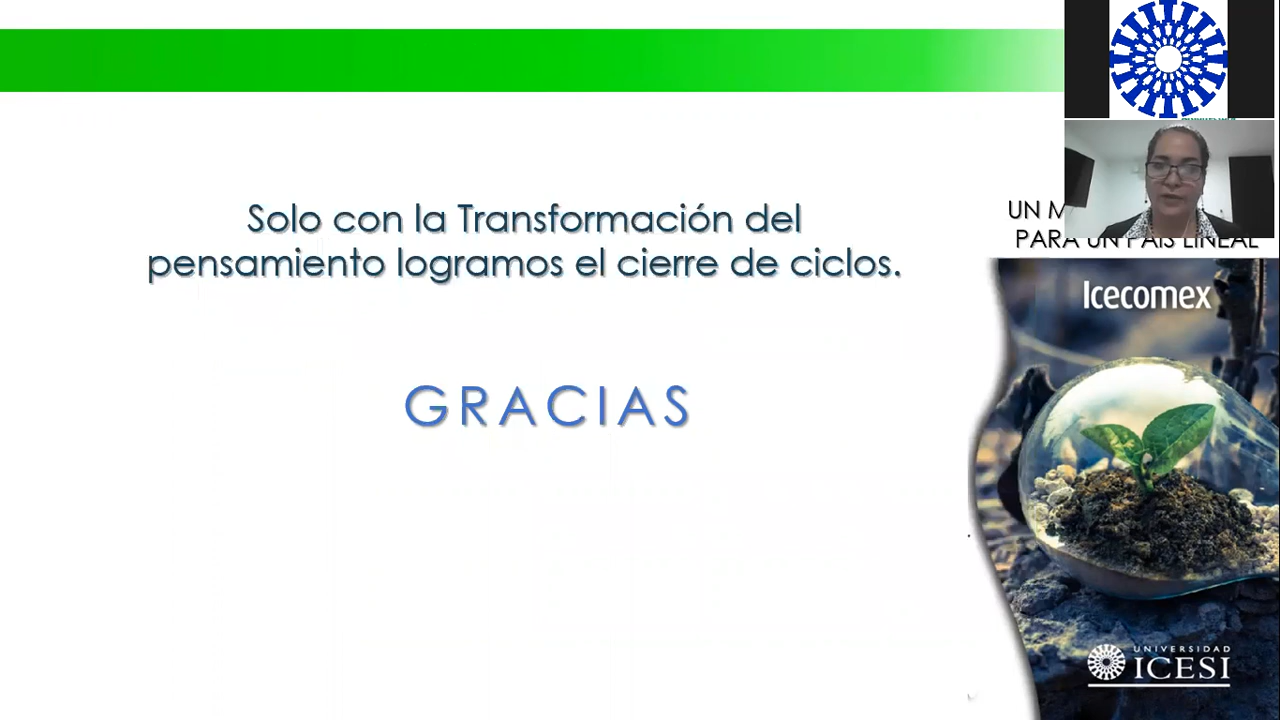 Solo con la Transformación del
pensamiento logramos el cierre de ciclos.
GRACIAS
UN
PARA UN PAÍS LINEAL
Icecomex
UNIVERSIDAD
ICESI